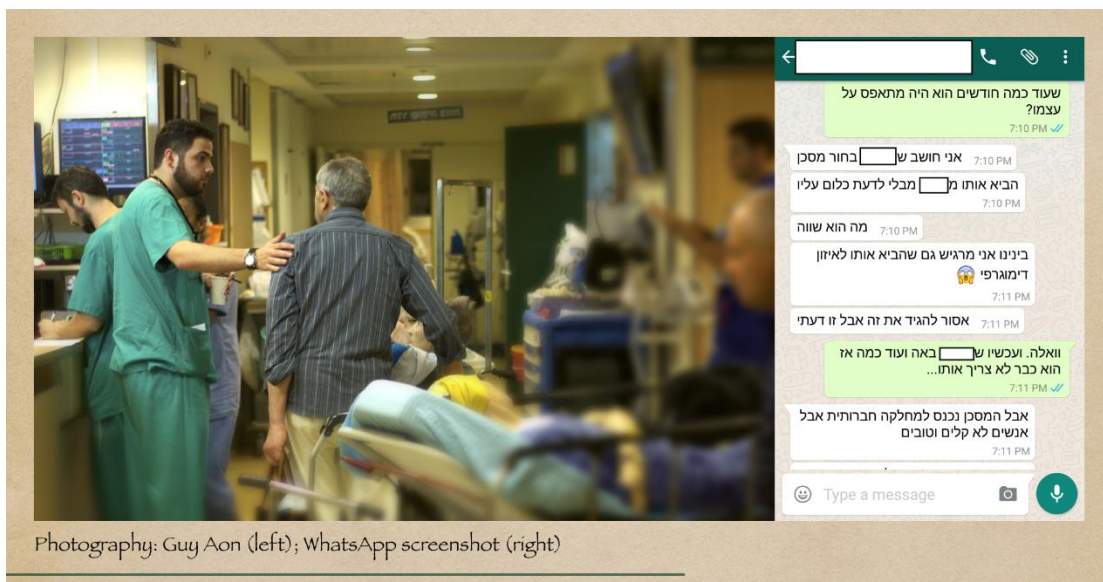 שעוד כמה חודשים הוא היה מתאפס על
עצמו?
7:10 PM
אני חושב ש בחור מסכן 7:10 PM
הביא אותו מ מבלי לדעת כלום עליו
7:10 PM
מה הוא שווה 7:10 PM
בינינו אני מרגיש גם שהביא אותו לאיזון
דימוגרפי 😱
7:11 PM
אסור להגיד את זה אבל זו דעתי 7:11 PM
וואלה. ועכשיו ש באה ועוד כמה אז
הוא כבר לא צריך אותו...
7:11 PM
אבל המסכן נכנס למחלקה חברותית אבל
אנשים לא קלים וטובים
7:11 PM
Type a message
Photography: Guy Aon (left); WhatsApp screenshot (right)